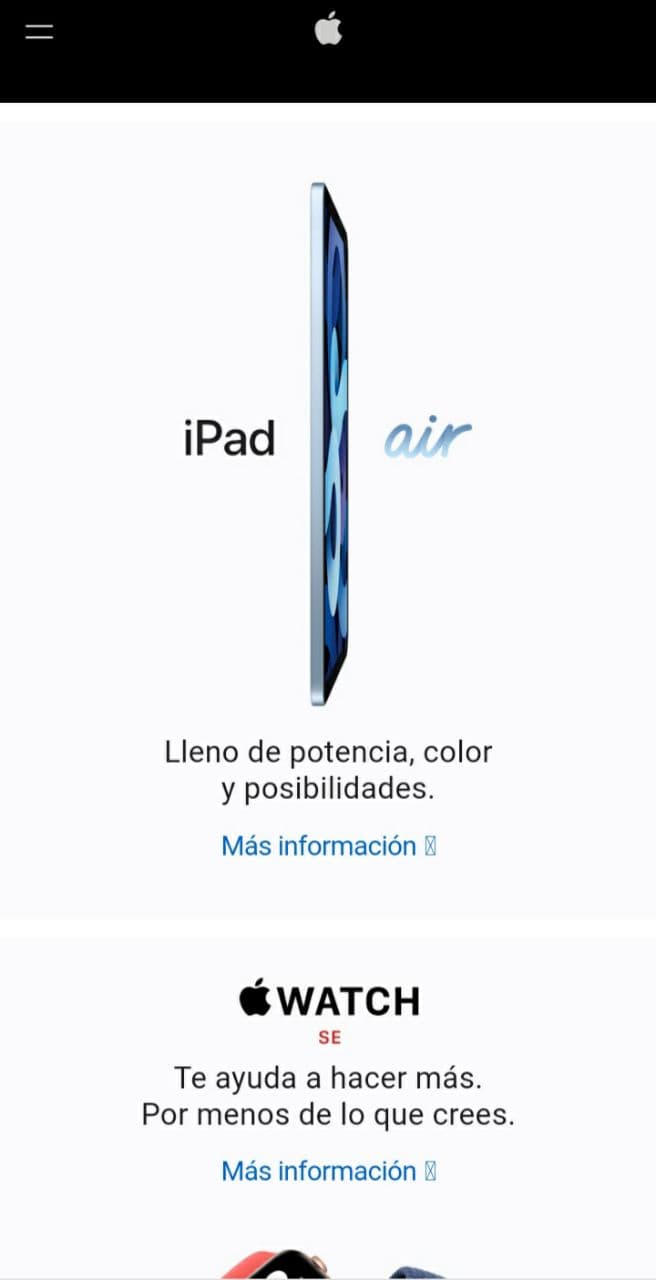 iPad air
Lleno de potencia, color
y posibilidades.
Más información
WATCH
SE
Te ayuda a hacer más.
Por menos de lo que crees.
Más información